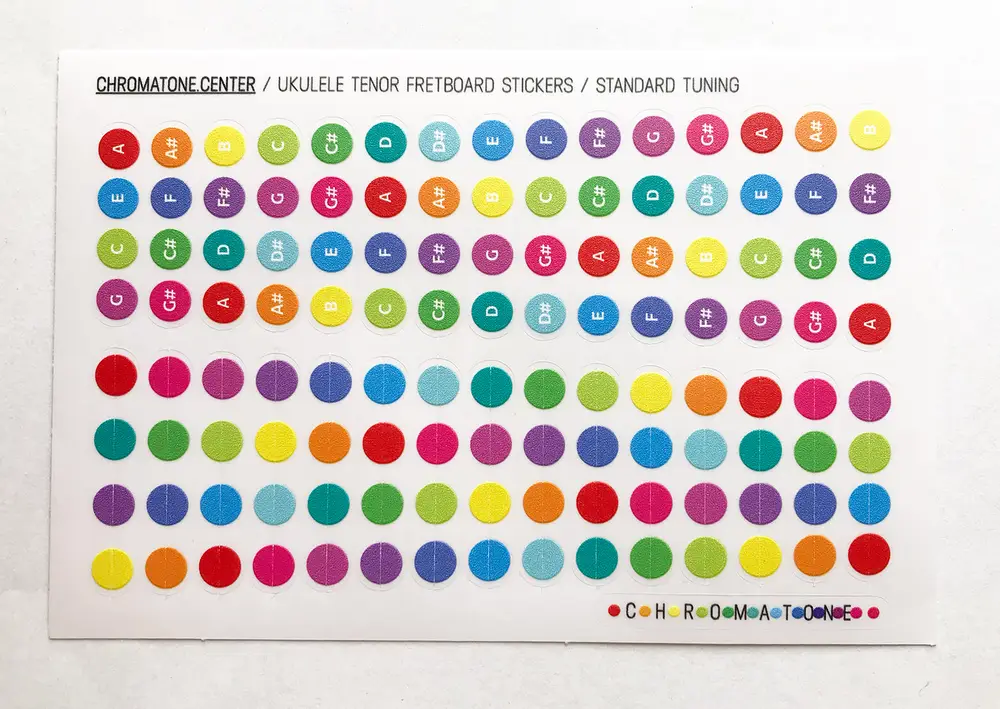 CHROMATONE.CENTER / UKULELE TENOR FRETBOARD STICKERS / STANDARD TUNING
A A# B C C# D D# E F F# G G# A A# B
E F F# G G# A A# B C C# D D# E F F#
C C# D D# E F F# G G# A A# B C C# D
G G# A A# B C C# D D# E F F# G G# A
CHROMATONE